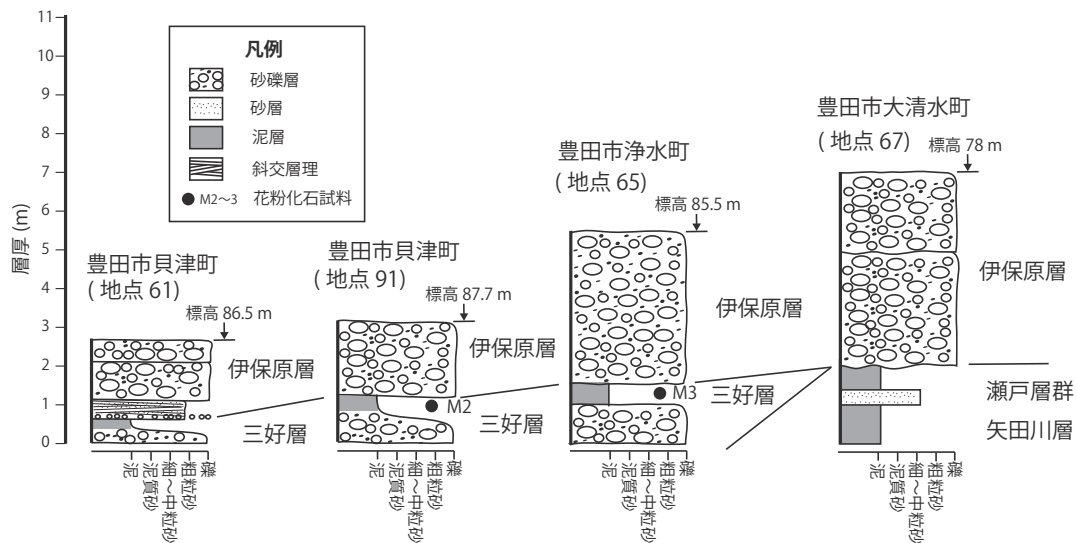 11
10
9
8
7
6
5
4
3
2
1
0
層厚 (m)
凡例
砂礫層
砂層
泥層
斜交層理
M2～3 花粉化石試料
豊田市貝津町
( 地点 61)
標高 86.5 m
伊保原層
三好層
泥
泥質砂
細～中粒砂
粗粒砂
礫
豊田市貝津町
( 地点 91)
標高 87.7 m
伊保原層
M2
三好層
泥
泥質砂
細～中粒砂
粗粒砂
礫
豊田市浄水町
( 地点 65)
標高 85.5 m
伊保原層
M3
三好層
泥
泥質砂
細～中粒砂
粗粒砂
礫
豊田市大清水町
( 地点 67)
標高 78 m
伊保原層
瀬戸層群
矢田川層
泥
泥質砂
細～中粒砂
粗粒砂
礫